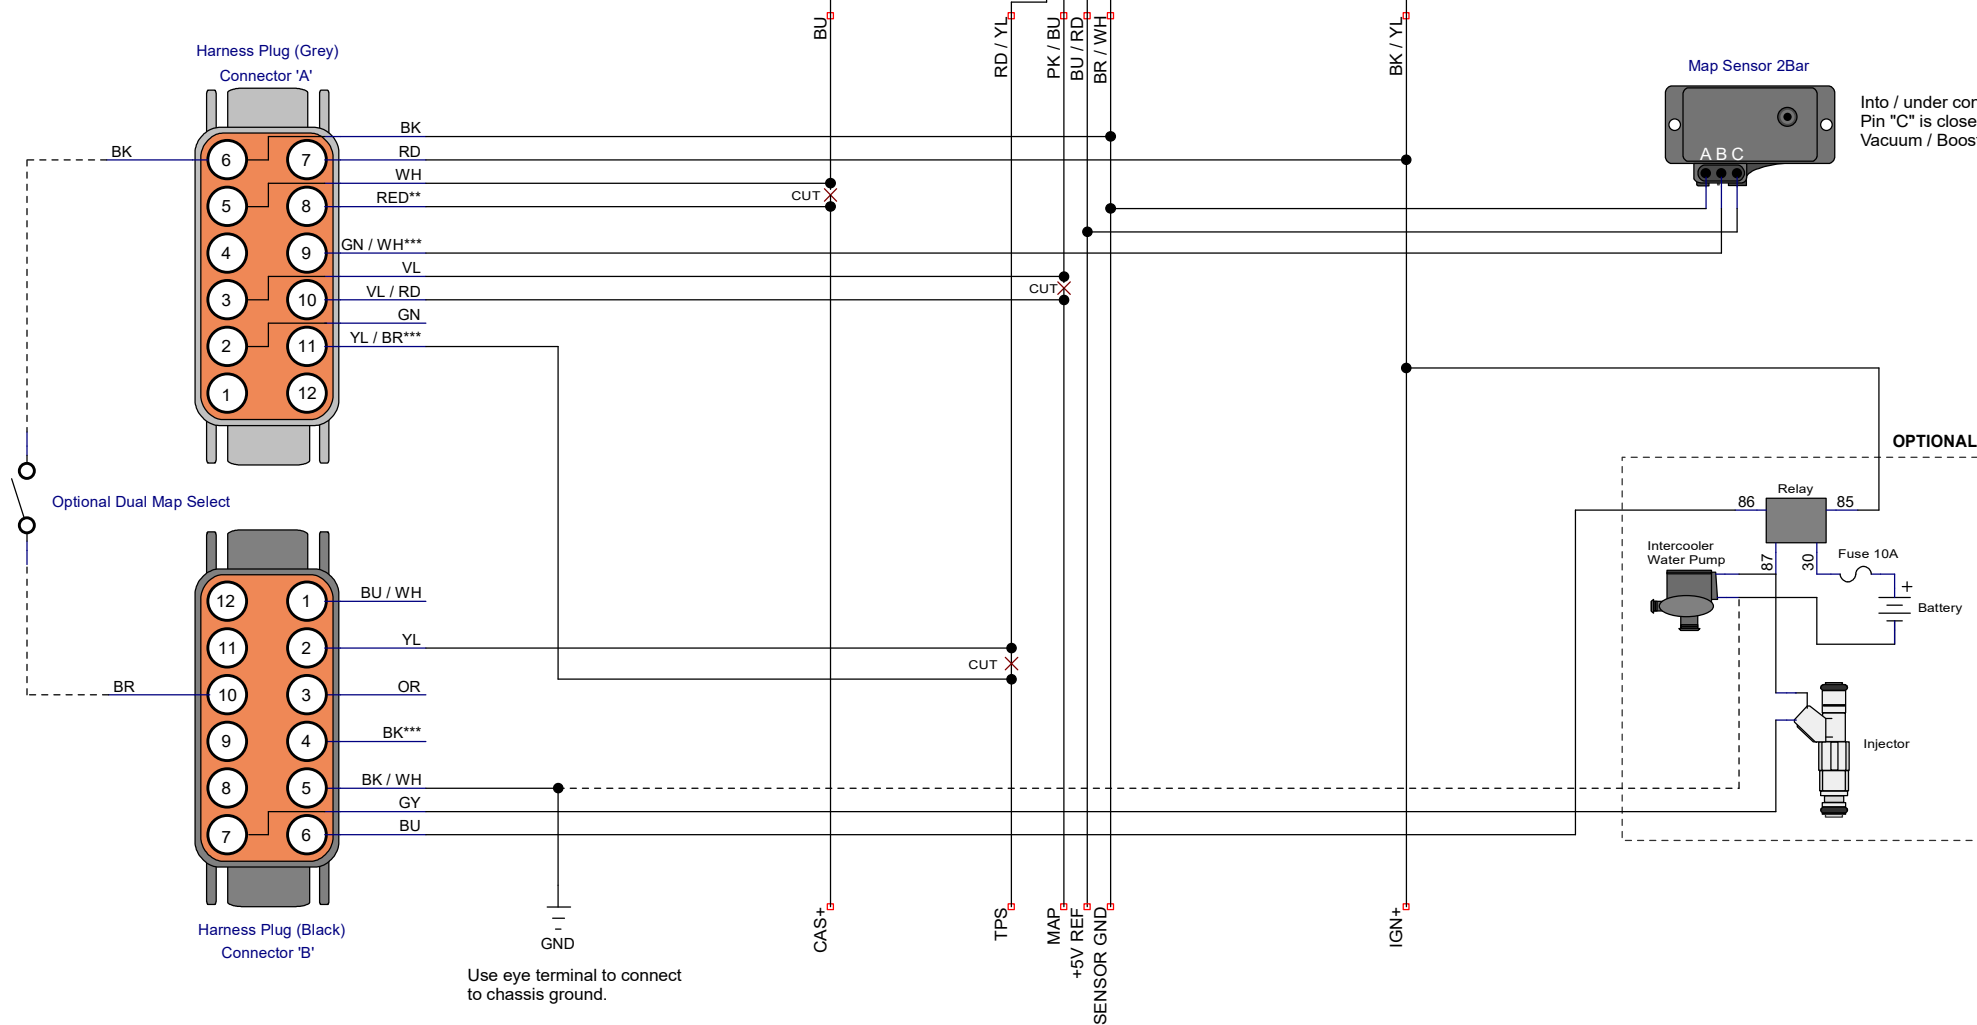 BU
RD / YL
PK / BU
BU / RD
BR / WH
BK / YL
Harness Plug (Grey)
Connector 'A'
Map Sensor 2Bar
Into / under con
Pin "C" is close
Vacuum / Boos
A B C
BK
6
7
5
8
4
9
3
10
2
11
1
12
BK
RD
WH
RED**
GN / WH***
VL
VL / RD
GN
YL / BR***
CUT
CUT
OPTIONAL
Optional Dual Map Select
Relay
86
85
87
30
Fuse 10A
Intercooler
Water Pump
+
Battery
Injector
12
1
11
2
10
3
9
4
8
5
7
6
BR
BU / WH
YL
OR
BK***
BK / WH
GY
BU
CUT
Harness Plug (Black)
Connector 'B'
GND
Use eye terminal to connect
to chassis ground.
CAS+
TPS
MAP
+5V REF
SENSOR GND
IGN+